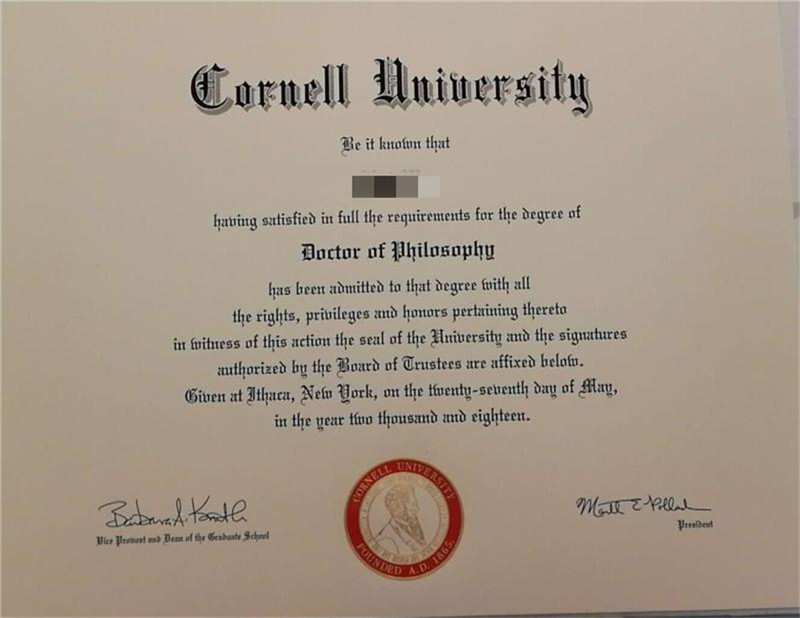 Cornell University
Be it known that
having satisfied in full the requirements for the degree of
Doctor of Philosophy
has been admitted to that degree with all
the rights, privileges and honors pertaining thereto
in witness of this action the seal of the University and the signatures
authorized by the Board of Trustees are affixed below.
Given at Ithaca, New York, on the twenty-seventh day of May,
in the year two thousand and eighteen.
Vice Provost and Dean of the Graduate School
CORNELL UNIVERSITY
FOUNDED A.D. 1865
President